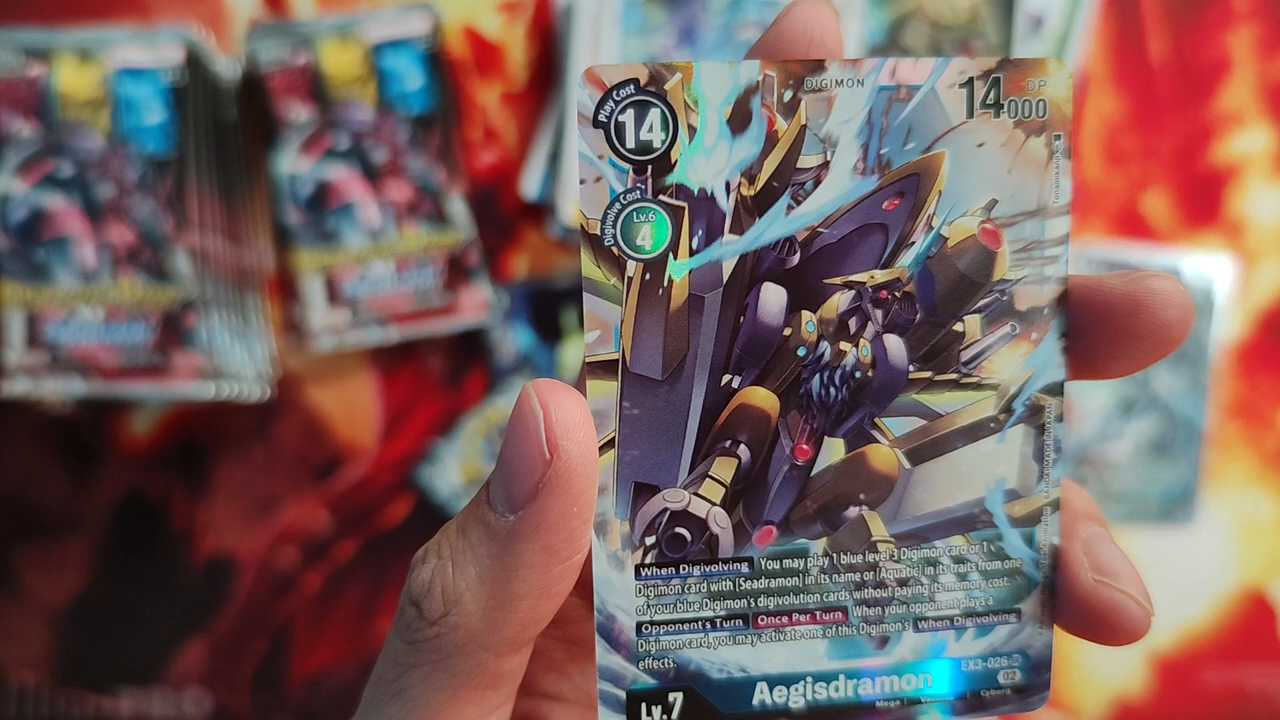 Play Cost
14
DIGIMON
14000
DP
Digivolve Cost
Lv.6
4
Tonamikanji
When Digivolving You may play 1 blue level 3 Digimon card or 1
Digimon card with [Seadramon] in its name or [Aquatic] in its traits from one
of your blue Digimon's digivolution cards without paying its memory cost.
Opponent's Turn Once Per Turn When your opponent plays a
Digimon card, you may activate one of this Digimon's When Digivolving
effects.
EX3-026 SR
02
Lv.7
Aegisdramon
Mega | Cyborg